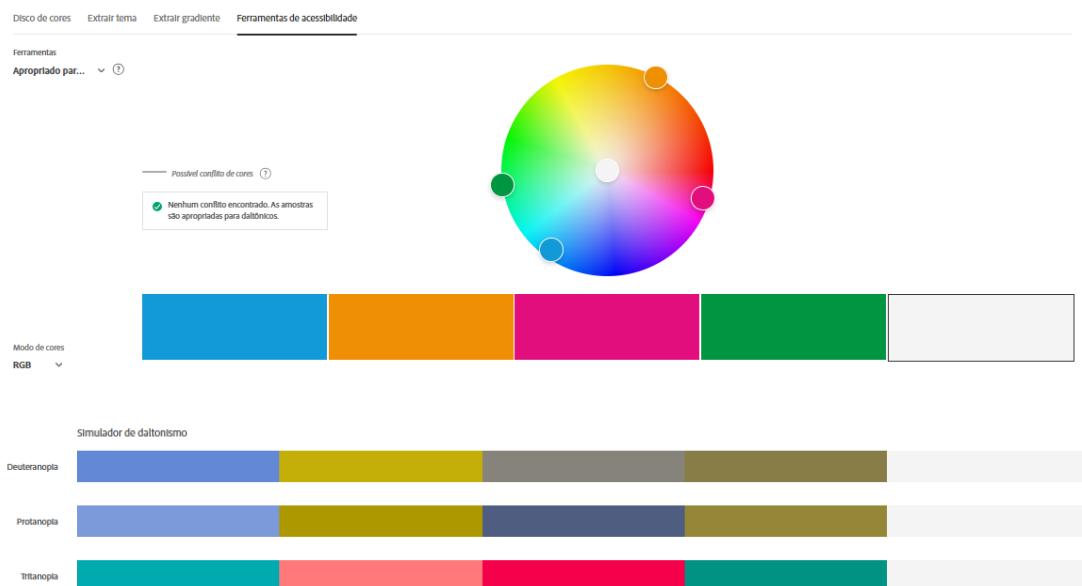 Disco de cores Extrair tema Extrair gradiente Ferramentas de acessibilidade
Ferramentas
Apropriado par... ?
Possível conflito de cores ?
Nenhum conflito encontrado. As amostras
são apropriadas para daltônicos.
Modo de cores
RGB
Simulador de daltonismo
Deuteranopia
Protanopia
Tritanopia